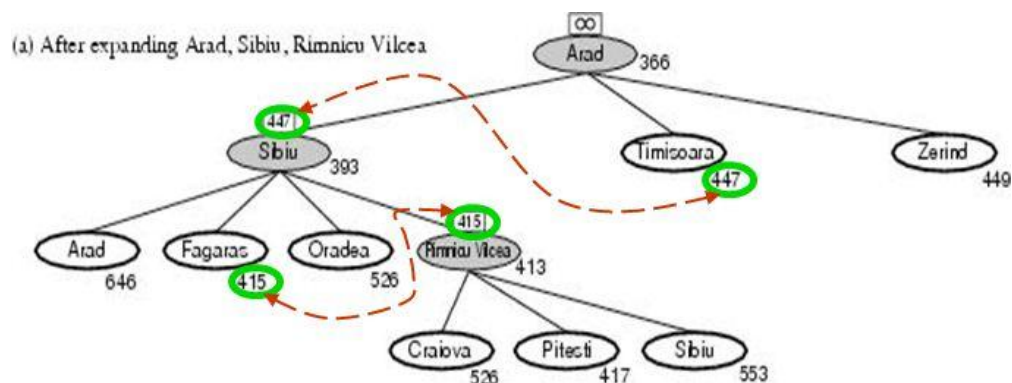 ∞
(a) After expanding Arad, Sibiu, Rimnicu Vilcea
Arad
366
447
Sibiu
393
Timisoara
447
Zerind
449
Arad
646
Fagaras
415
Oradea
526
415
Rimnicu Vilcea
413
Craiova
526
Pitesti
417
Sibiu
553